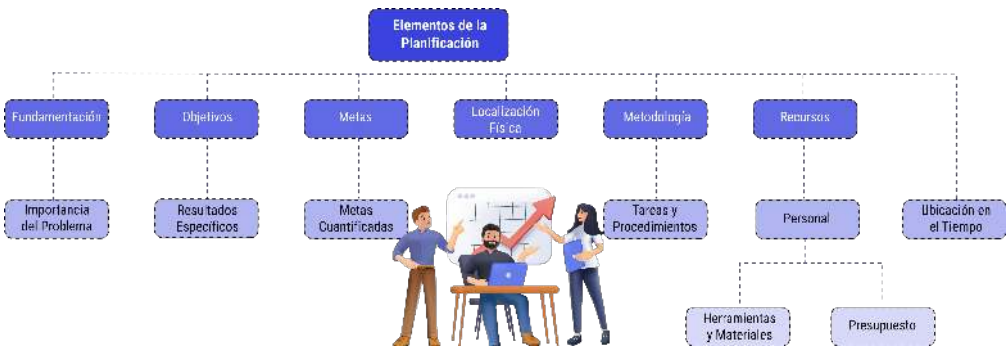 Elementos de la
Planificación
Fundamentación
Objetivos
Metas
Localización
Física
Metodología
Recursos
Importancia
del Problema
Resultados
Específicos
Metas
Cuantificadas
Tareas y
Procedimientos
Personal
Ubicación en
el Tiempo
Herramientas
y Materiales
Presupuesto